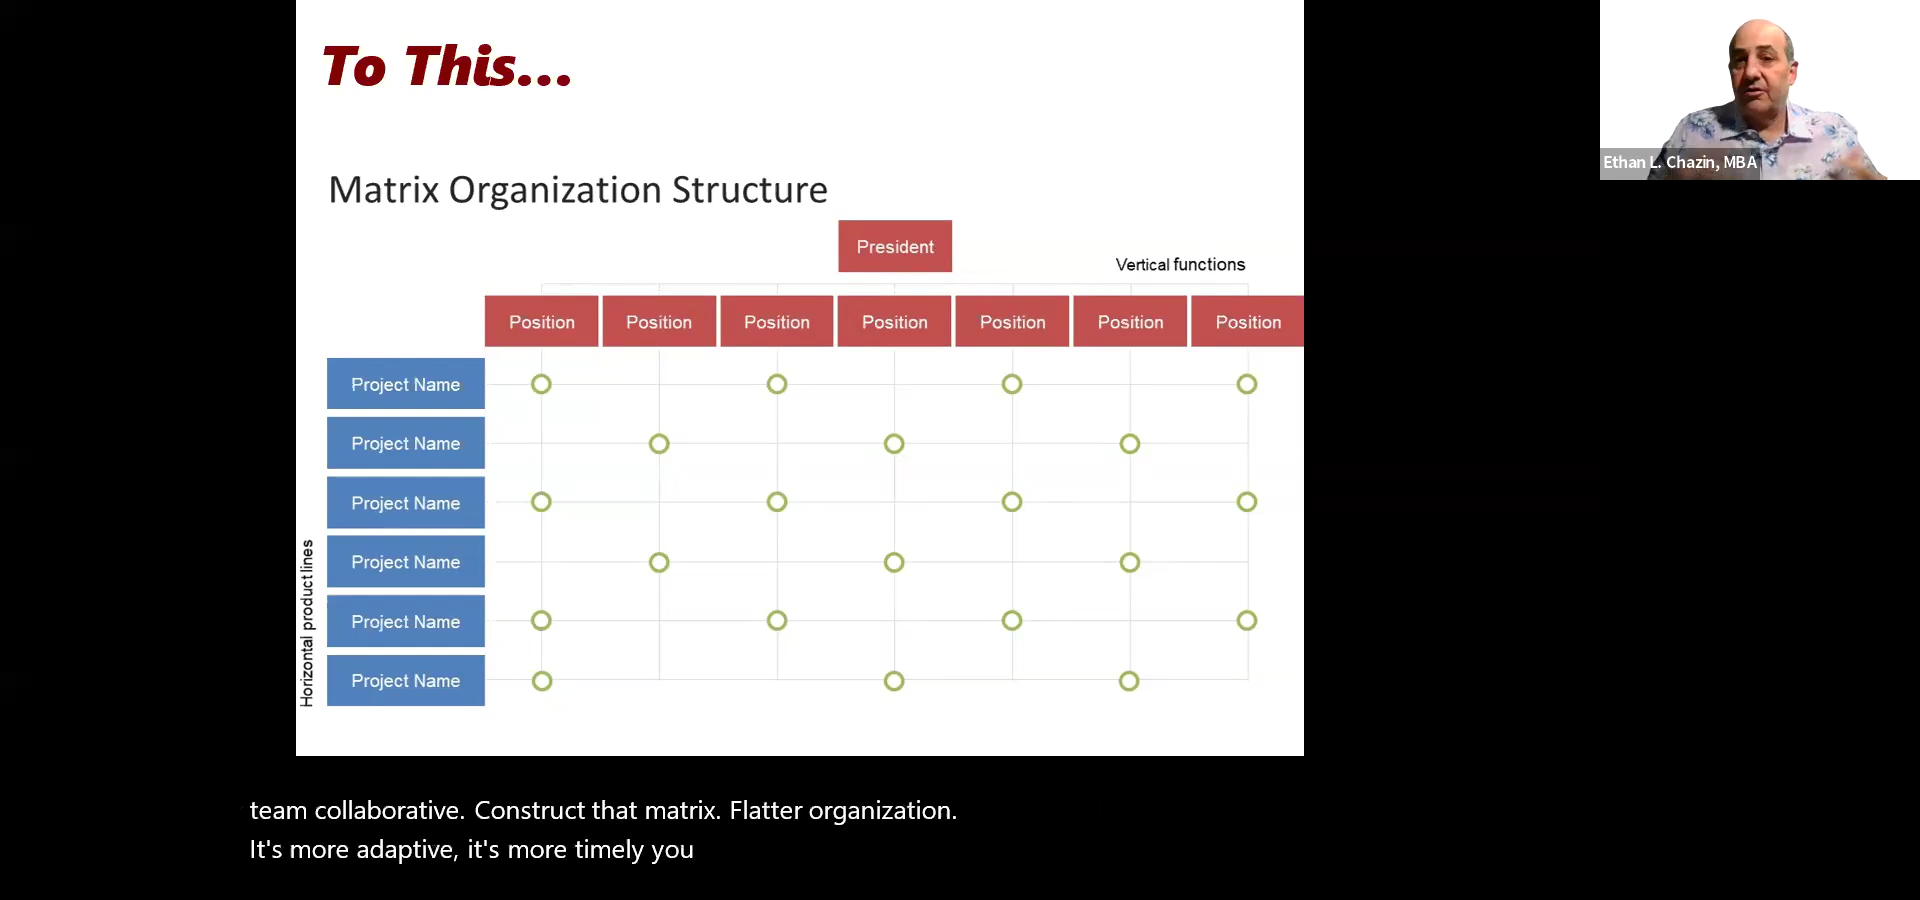 To This...
Ethan L. Chazin, MBA
Matrix Organization Structure
President
Vertical functions
Position Position Position Position Position Position Position
Project Name
Project Name
Project Name
Project Name
Project Name
Project Name
Horizontal product lines
team collaborative. Construct that matrix. Flatter organization.
It's more adaptive, it's more timely you